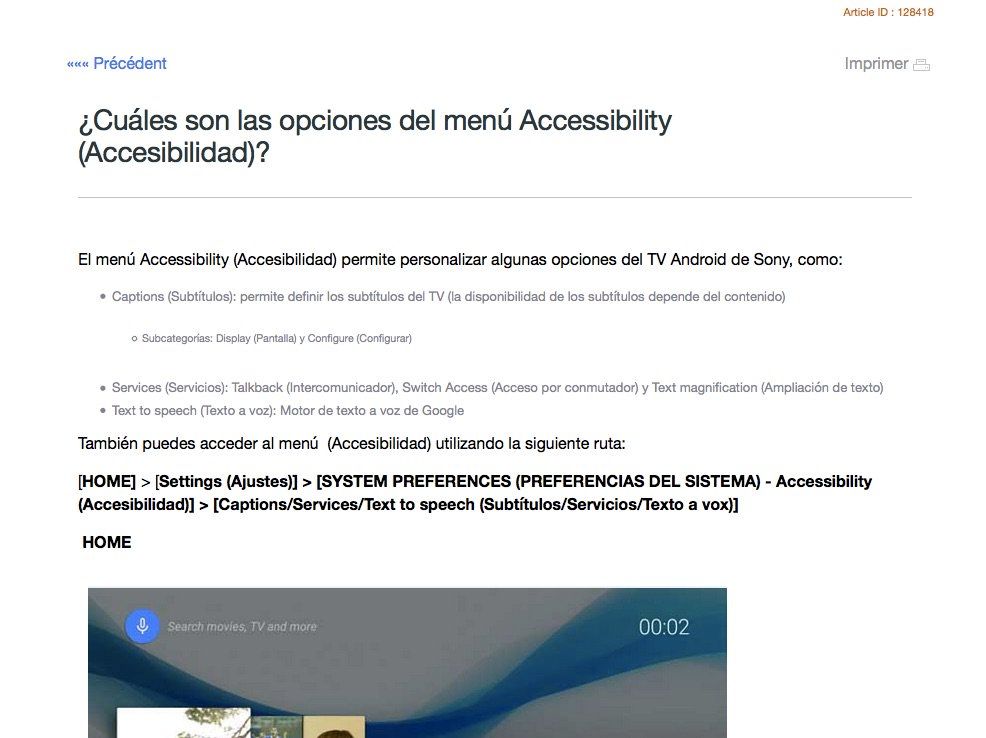 Article ID : 128418
««« Précédent
Imprimer
¿Cuáles son las opciones del menú Accessibility
(Accesibilidad)?
El menú Accessibility (Accesibilidad) permite personalizar algunas opciones del TV Android de Sony, como:
• Captions (Subtítulos): permite definir los subtítulos del TV (la disponibilidad de los subtítulos depende del contenido)
○ Subcategorías: Display (Pantalla) y Configure (Configurar)
• Services (Servicios): Talkback (Intercomunicador), Switch Access (Acceso por conmutador) y Text magnification (Ampliación de texto)
• Text to speech (Texto a voz): Motor de texto a voz de Google
También puedes acceder al menú (Accesibilidad) utilizando la siguiente ruta:
[HOME] > [Settings (Ajustes)] > [SYSTEM PREFERENCES (PREFERENCIAS DEL SISTEMA) - Accessibility
(Accesibilidad)] > [Captions/Services/Text to speech (Subtítulos/Servicios/Texto a vox)]
HOME
Search movies, TV and more
00:02